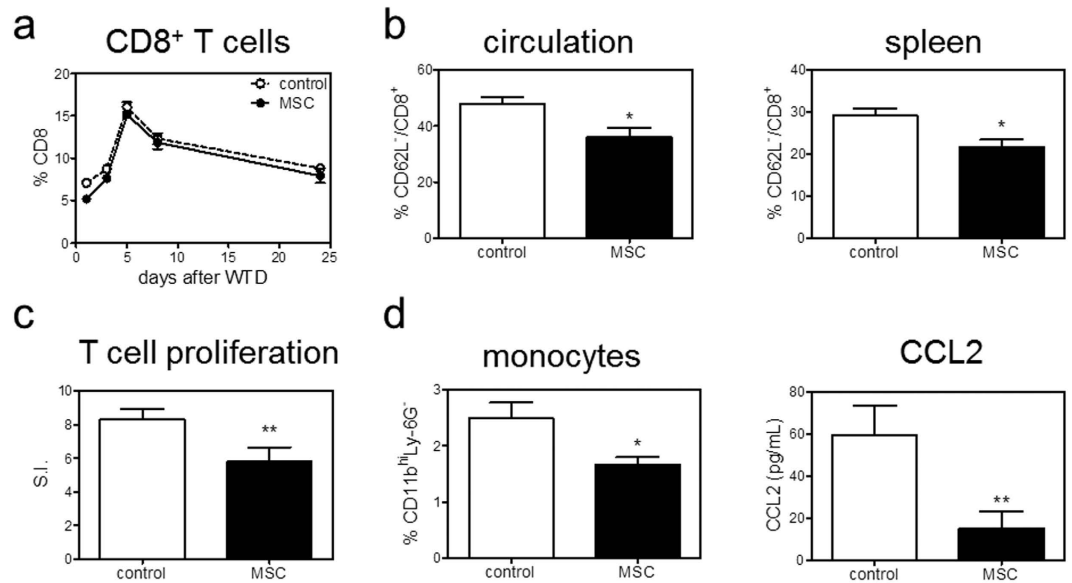 a
CD8⁺ T cells
% CD8
20
15
10
5
0
control
MSC
0 5 10 15 20 25
days after WTD
b
circulation
% CD62L⁻/CD8⁺
60
40
20
0
*
control MSC
spleen
% CD62L⁻/CD8⁺
40
30
20
10
0
*
control MSC
c
T cell proliferation
S.I.
10
8
6
4
2
0
**
control MSC
d
monocytes
% CD11bʰⁱLy-6G⁻
3
2
1
0
*
control MSC
CCL2
CCL2 (pg/mL)
80
60
40
20
0
**
control MSC